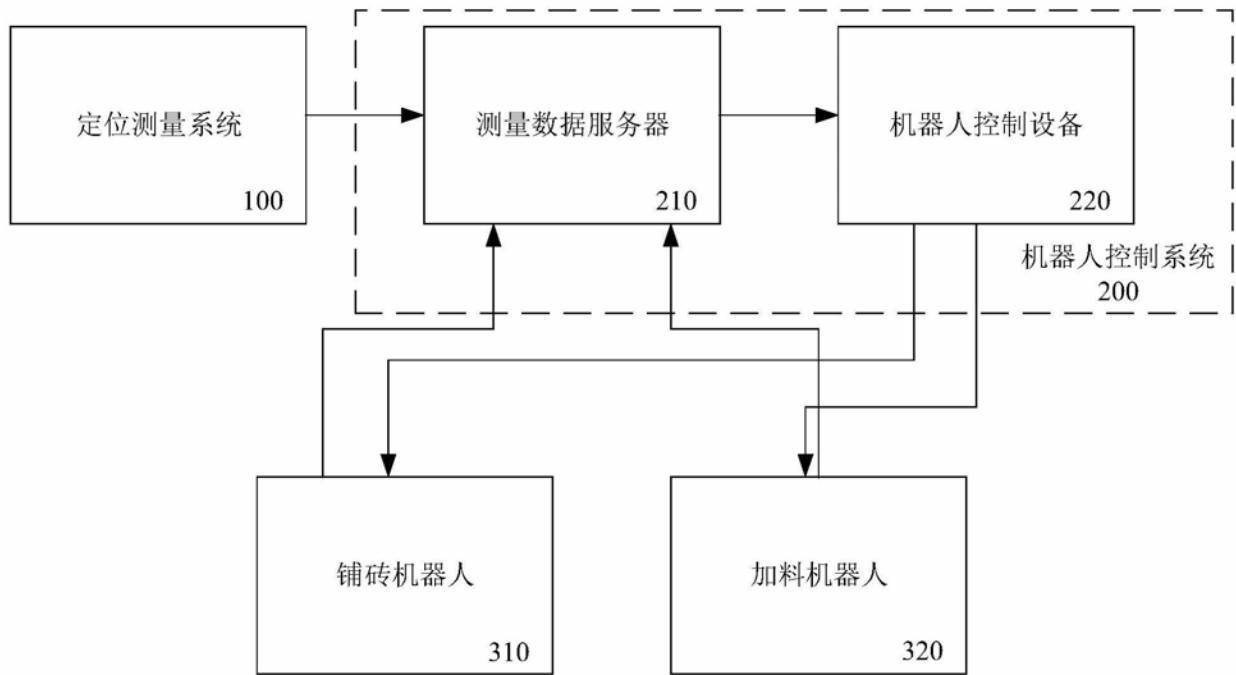 定位测量系统
100
测量数据服务器
210
机器人控制设备
220
机器人控制系统
200
铺砖机器人
310
加料机器人
320